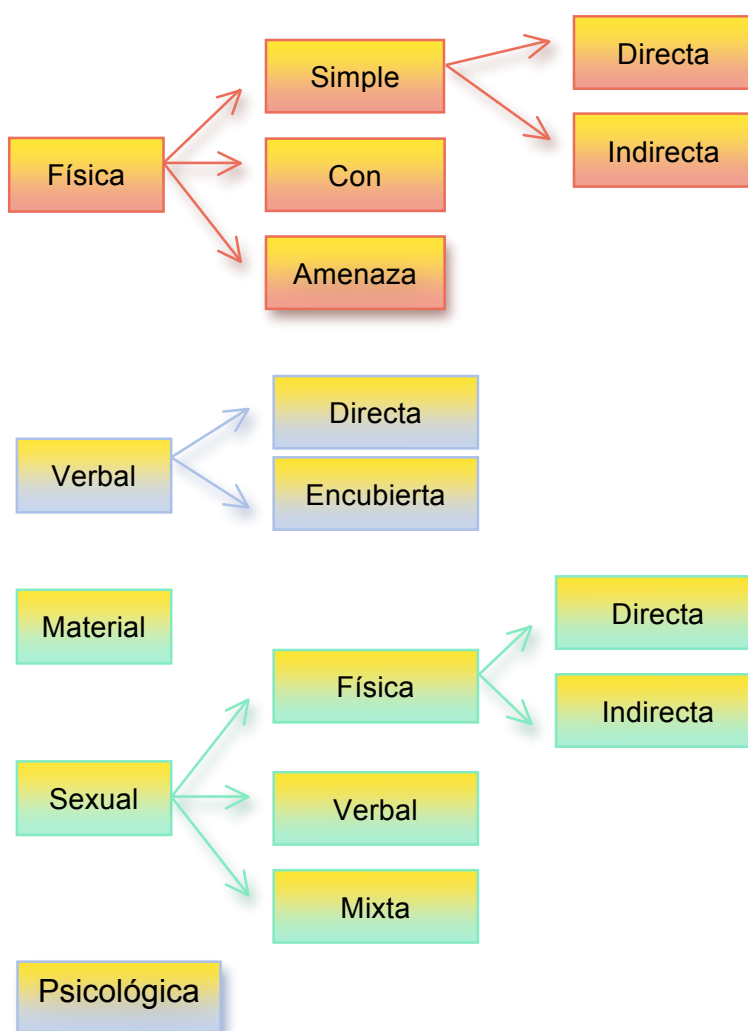 Física
Simple
Directa
Indirecta
Con
Amenaza
Verbal
Directa
Encubierta
Material
Sexual
Física
Directa
Indirecta
Verbal
Mixta
Psicológica